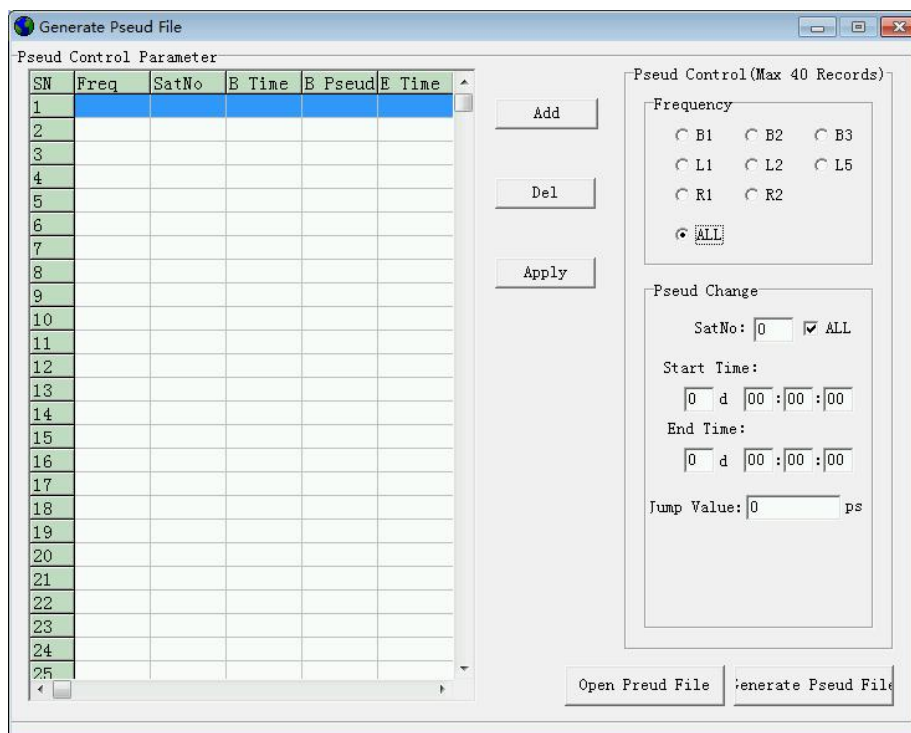 Generate Pseud File
Pseud Control Parameter
SN Freq SatNo B Time B Pseud E Time
1
2
3
4
5
6
7
8
9
10
11
12
13
14
15
16
17
18
19
20
21
22
23
24
25
Add
Del
Apply
Pseud Control(Max 40 Records)
Frequency
B1 B2 B3
L1 L2 L5
R1 R2
ALL
Pseud Change
SatNo: 0 ALL
Start Time:
0 d 00:00:00
End Time:
0 d 00:00:00
Jump Value: 0 ps
Open Preud File
Generate Pseud File